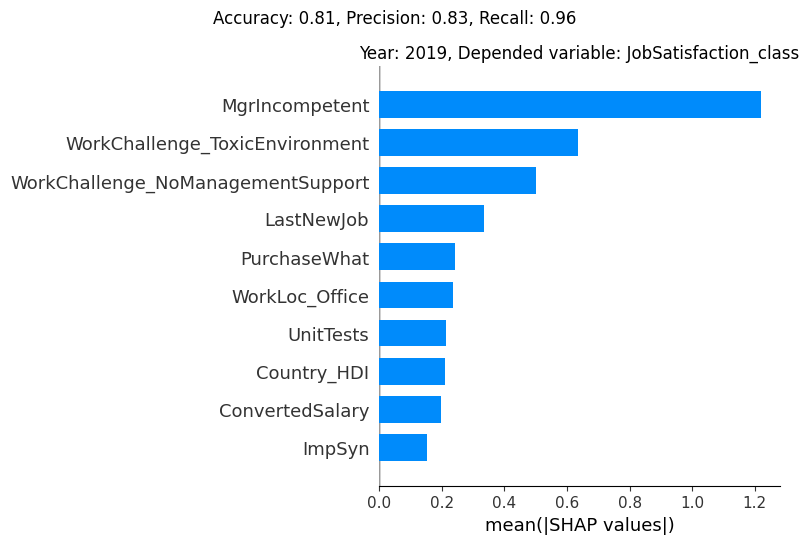 Accuracy: 0.81, Precision: 0.83, Recall: 0.96
Year: 2019, Depended variable: JobSatisfaction_class
MgrIncompetent
WorkChallenge_ToxicEnvironment
WorkChallenge_NoManagementSupport
LastNewJob
PurchaseWhat
WorkLoc_Office
UnitTests
Country_HDI
ConvertedSalary
ImpSyn
0.0 0.2 0.4 0.6 0.8 1.0 1.2
mean(|SHAP values|)